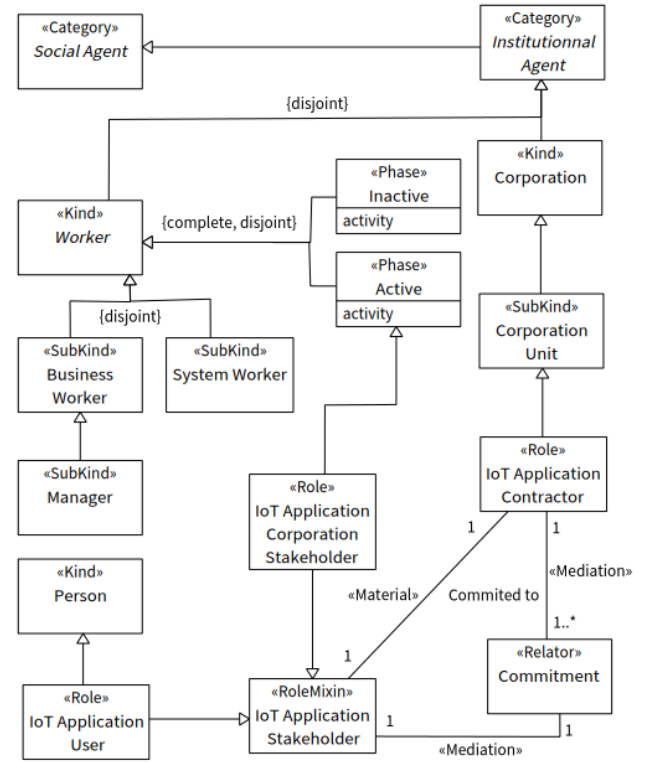 «Category»
Social Agent
«Category»
Institutionnal
Agent
{disjoint}
«Kind»
Corporation
«Phase»
Inactive
activity
«Kind»
Worker
{complete, disjoint}
«Phase»
Active
activity
«SubKind»
Corporation
Unit
{disjoint}
«SubKind»
Business
Worker
«SubKind»
System Worker
«SubKind»
Manager
«Role»
IoT Application
Contractor
«Role»
IoT Application
Corporation
Stakeholder
1
1
«Kind»
Person
«Mediation»
«Material»
Commited to
1..*
1
«Relator»
Commitment
«Role»
IoT Application
User
«RoleMixin»
IoT Application
Stakeholder
1
1
«Mediation»